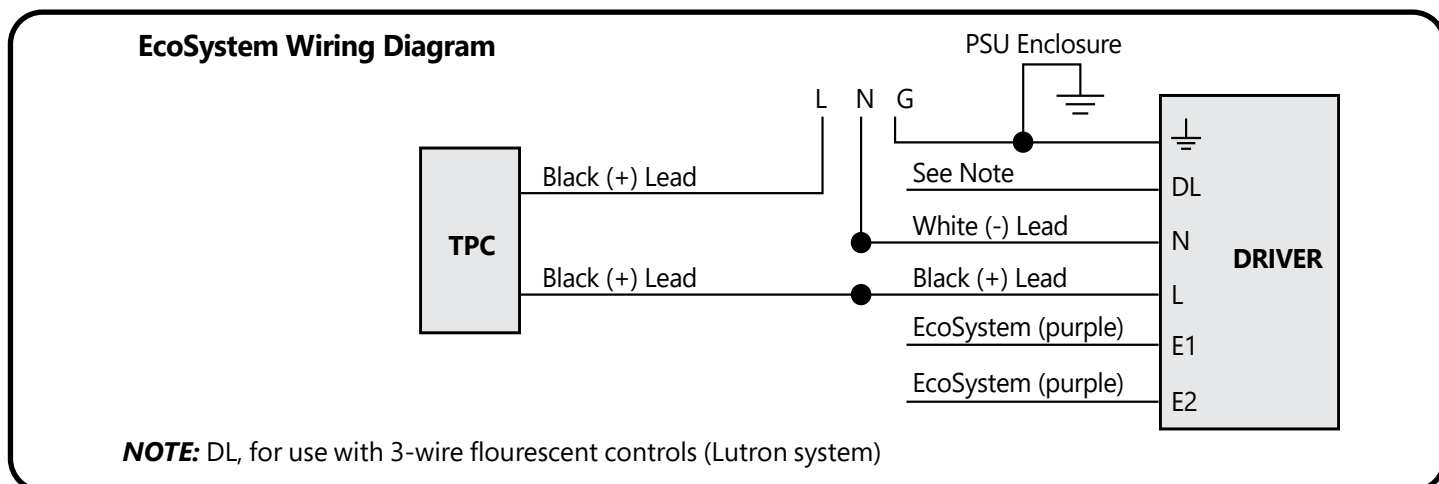 EcoSystem Wiring Diagram
PSU Enclosure
L N G
Black (+) Lead
See Note
DL
White (-) Lead
N
TPC
DRIVER
Black (+) Lead
Black (+) Lead
L
EcoSystem (purple)
E1
EcoSystem (purple)
E2
NOTE: DL, for use with 3-wire flourescent controls (Lutron system)